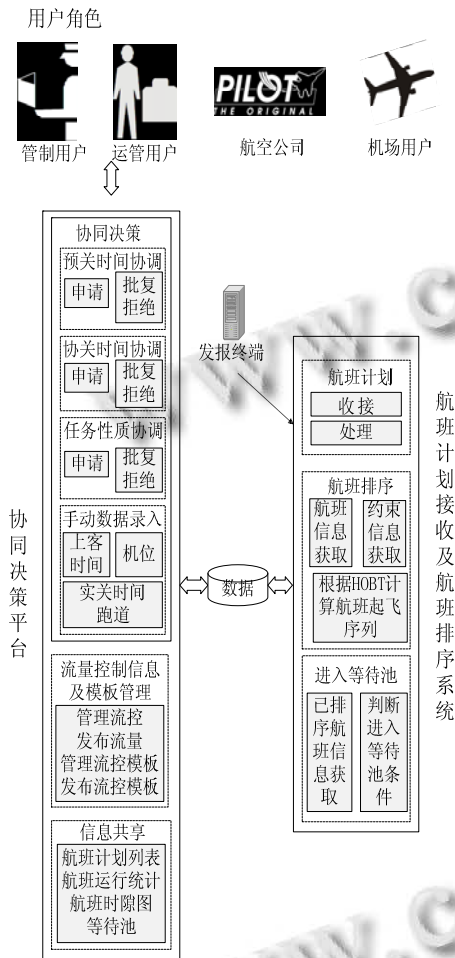 用户角色
PILOT
THE ORIGINAL
管制用户
运管用户
航空公司
机场用户
协同决策平台
协同决策
预关时间协调
申请
批复
拒绝
协关时间协调
申请
批复
拒绝
任务性质协调
申请
批复
拒绝
手动数据录入
上客
时间
机位
实关时间
跑道
流量控制信息
及模板管理
管理流控
发布流量
管理流控模板
发布流控模板
信息共享
航班计划列表
航班运行统计
航班时隙图
等待池
数据
发报终端
航班计划
收接
处理
航班排序
航班
信息
获取
约束
信息
获取
根据HOBT计
算航班起飞
序列
进入等待池
已排
序航
班信
息获
取
判断
进入
等待
池条
件
航班计划接收及航班排序系统
www.c
www.c